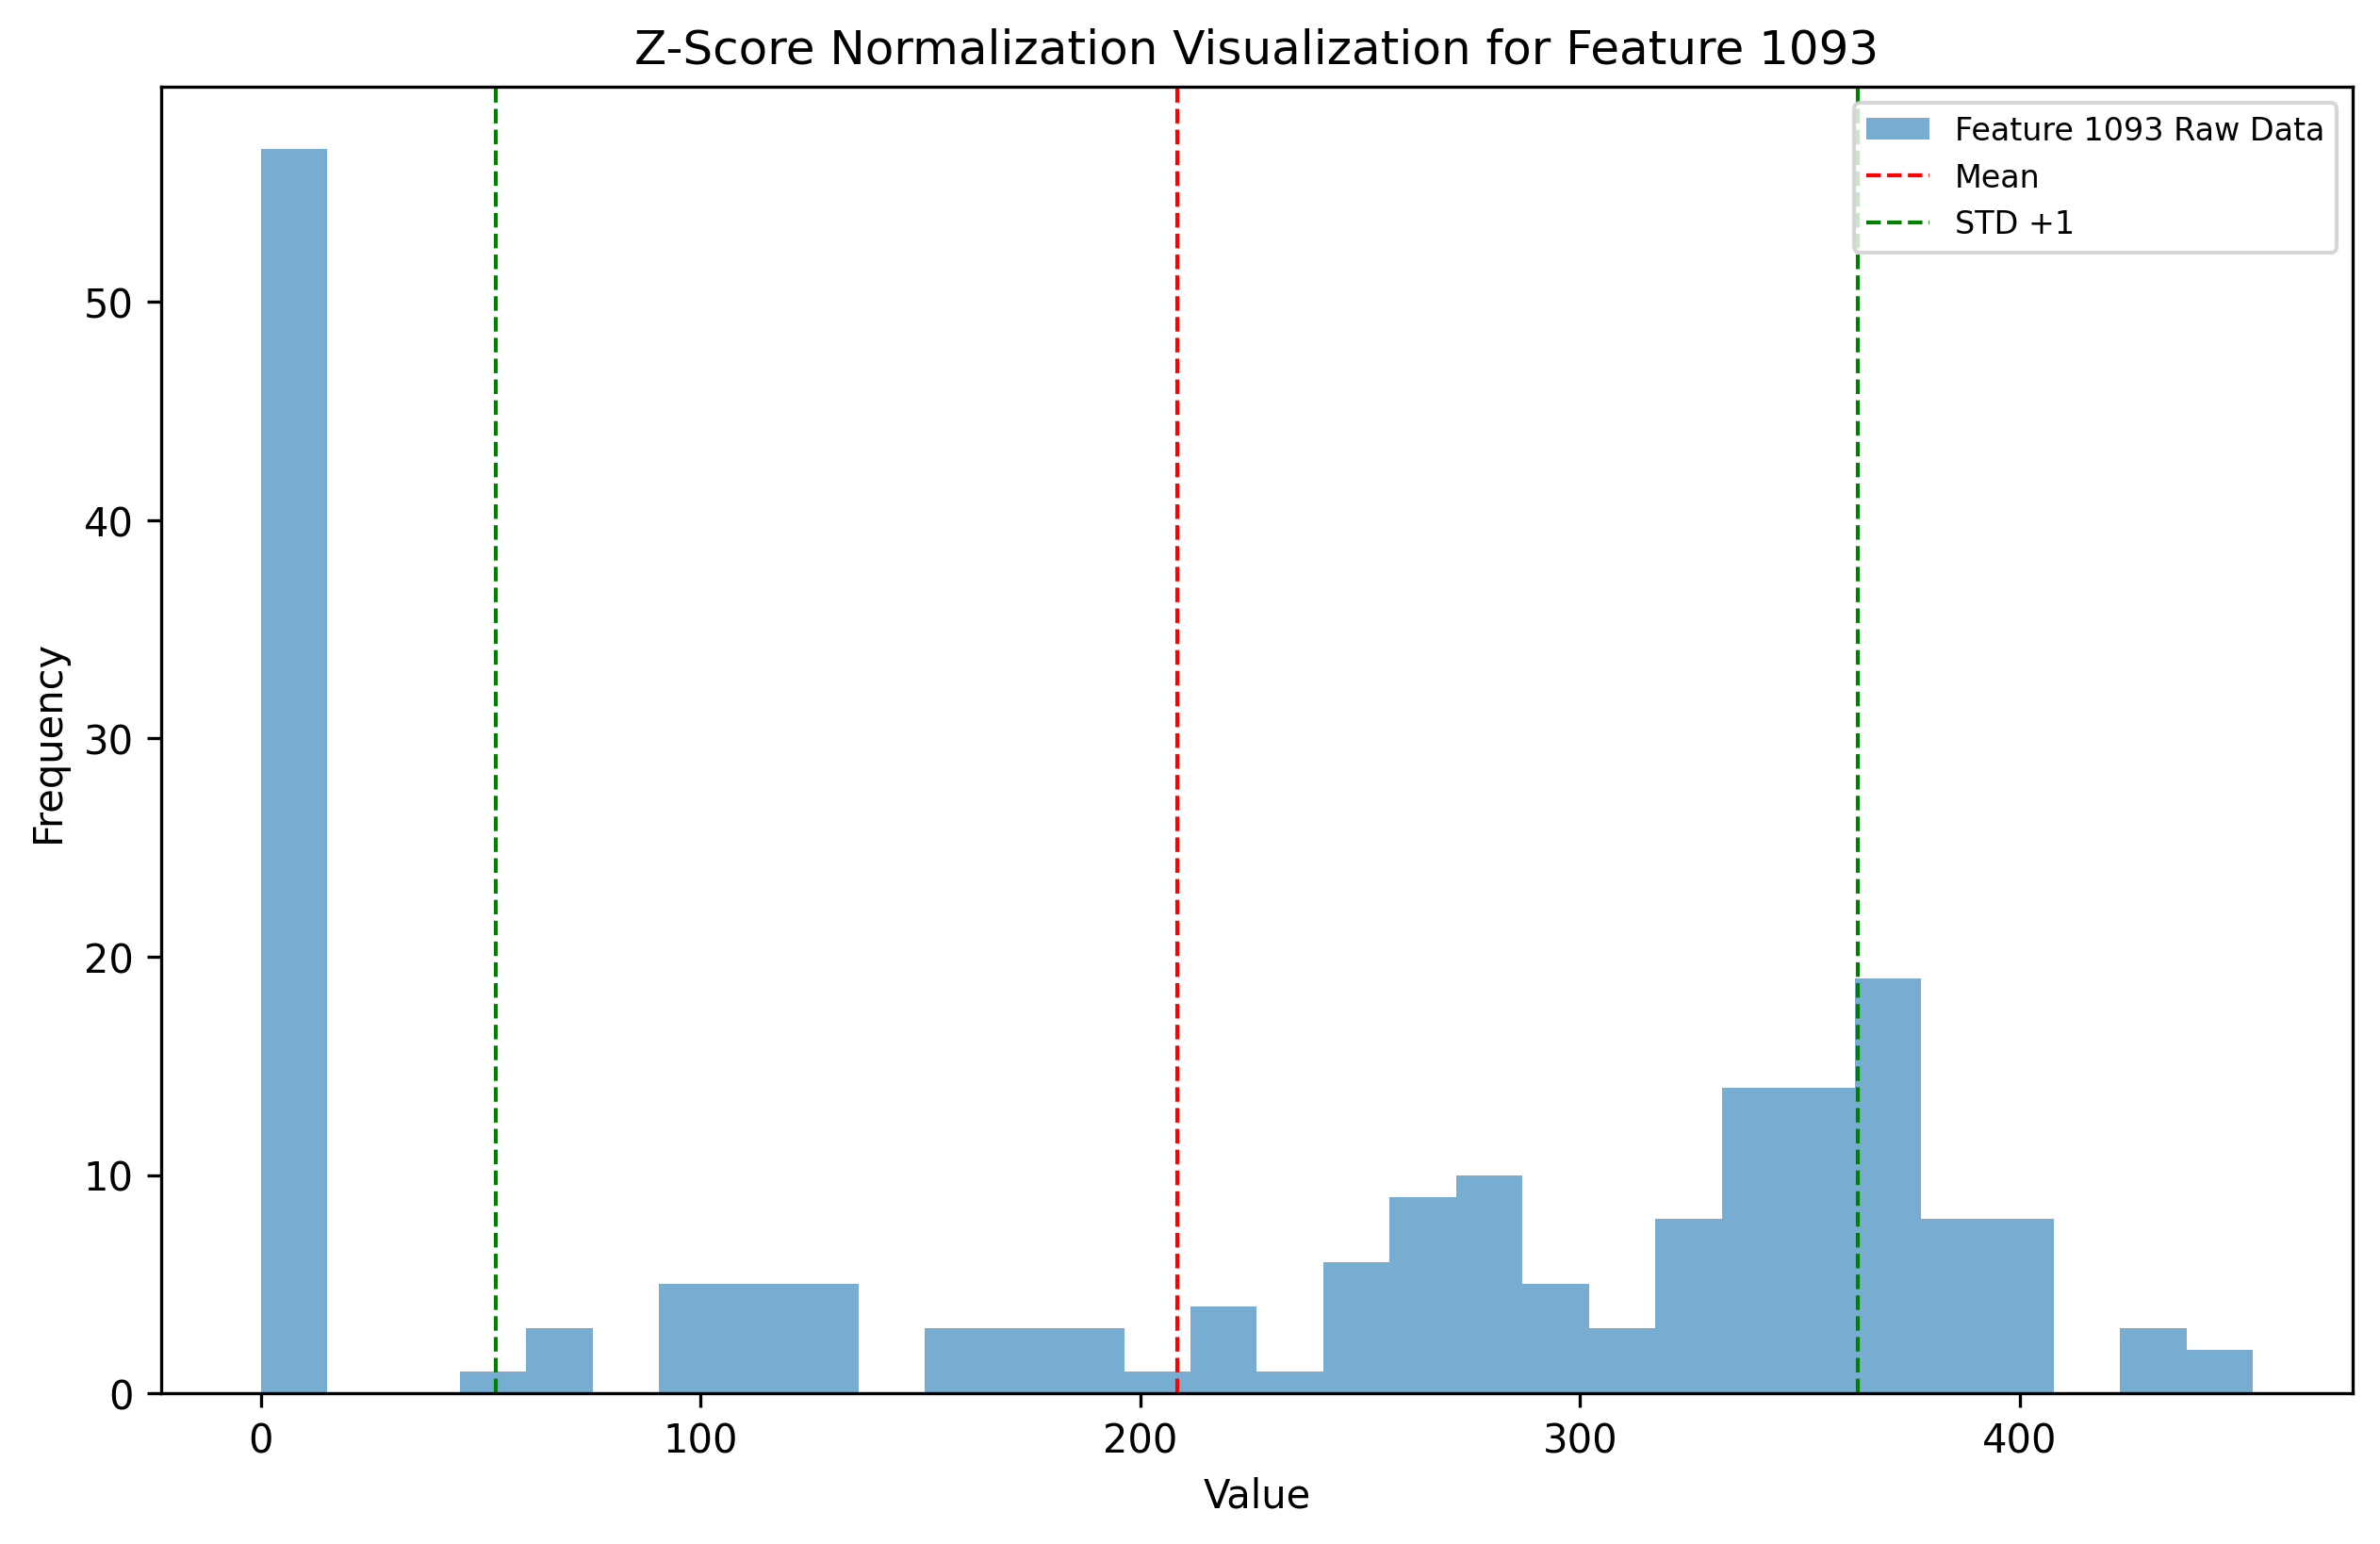 Z-Score Normalization Visualization for Feature 1093
Feature 1093 Raw Data
Mean
STD +1
Frequency
50
40
30
20
10
0
0 100 200 300 400
Value